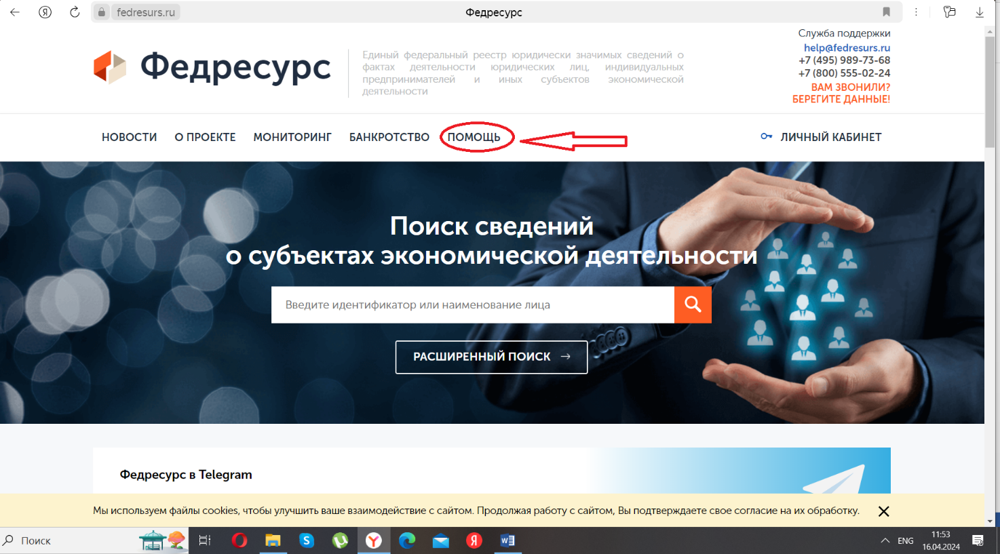 fedresurs.ru
Федресурс
Служба поддержки
help@fedresurs.ru
+7 (495) 989-73-68
+7 (800) 555-02-24
ВАМ ЗВОНИЛИ?
БЕРЕГИТЕ ДАННЫЕ!
Федресурс
Единый федеральный реестр юридически значимых сведений о
фактах деятельности юридических лиц, индивидуальных
предпринимателей и иных субъектов экономической
деятельности
НОВОСТИ О ПРОЕКТЕ МОНИТОРИНГ БАНКРОТСТВО ПОМОЩЬ ЛИЧНЫЙ КАБИНЕТ
Поиск сведений
о субъектах экономической деятельности
Введите идентификатор или наименование лица
РАСШИРЕННЫЙ ПОИСК →
Федресурс в Telegram
Мы используем файлы cookies, чтобы улучшить ваше взаимодействие с сайтом. Продолжая работу с сайтом, Вы подтверждаете свое согласие на их обработку.
Поиск
ENG
11:53
16.04.2024